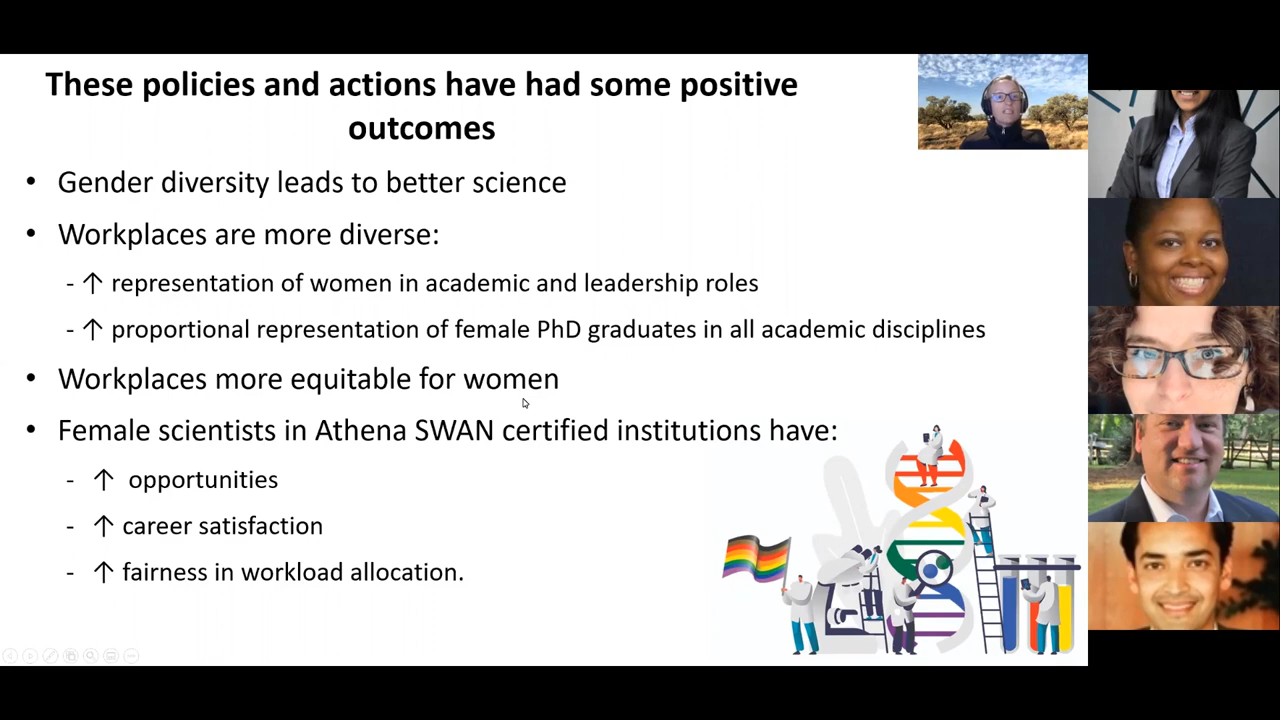 These policies and actions have had some positive
outcomes
• Gender diversity leads to better science
• Workplaces are more diverse:
- ↑ representation of women in academic and leadership roles
- ↑ proportional representation of female PhD graduates in all academic disciplines
• Workplaces more equitable for women
• Female scientists in Athena SWAN certified institutions have:
- ↑ opportunities
- ↑ career satisfaction
- ↑ fairness in workload allocation.